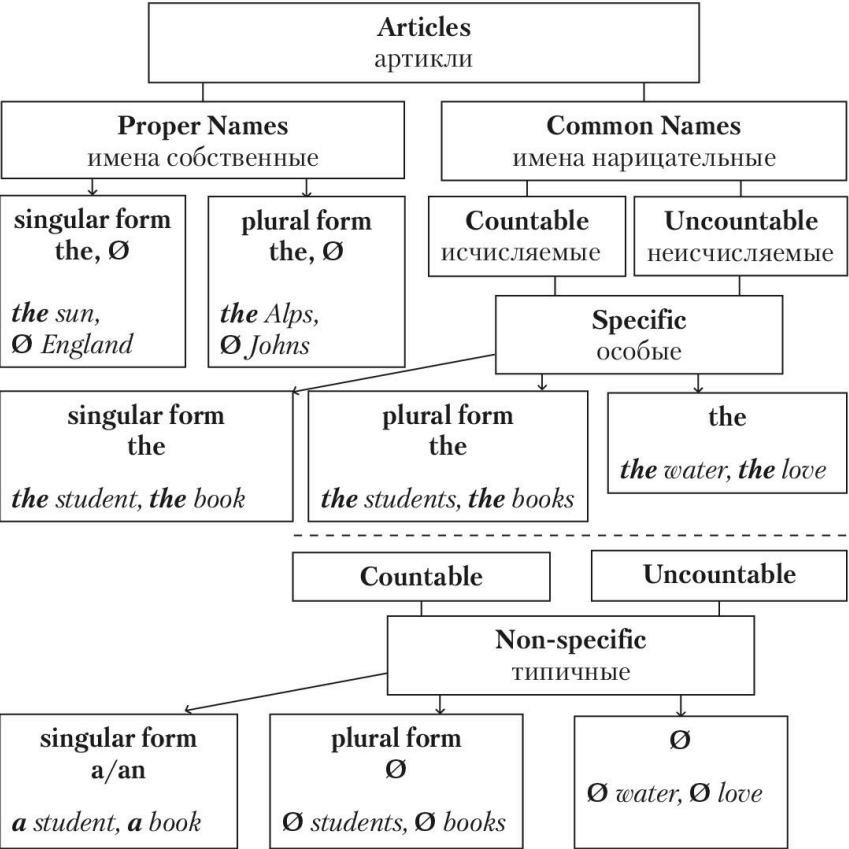 Articles
артикли
Proper Names
имена собственные
Common Names
имена нарицательные
singular form
the, Ø
the sun,
Ø England
plural form
the, Ø
the Alps,
Ø Johns
Countable
исчисляемые
Uncountable
неисчисляемые
Specific
особые
singular form
the
the student, the book
plural form
the
the students, the books
the
the water, the love
Countable
Uncountable
Non-specific
типичные
singular form
a/an
a student, a book
plural form
Ø
Ø students, Ø books
Ø
Ø water, Ø love